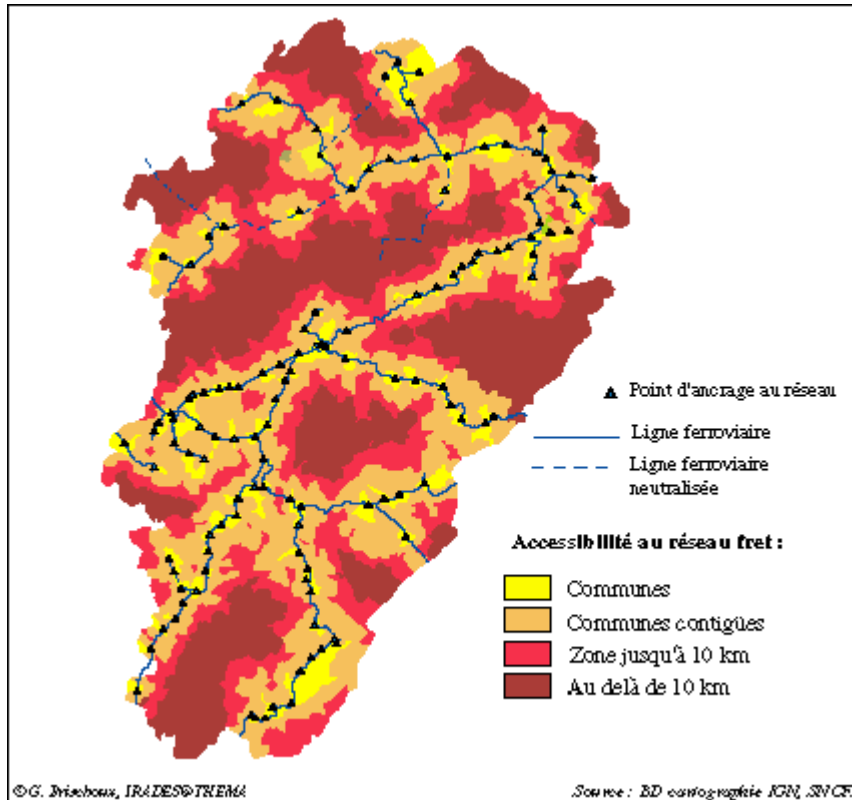 Point d'ancrage au réseau
Ligne ferroviaire
Ligne ferroviaire
neutralisée
Accessibilité au réseau fret :
Communes
Communes contigües
Zone jusqu'à 10 km
Au delà de 10 km
©G. Brischoux, IRADES@THEMA
Source : BD cartographie IGN, SNCF.